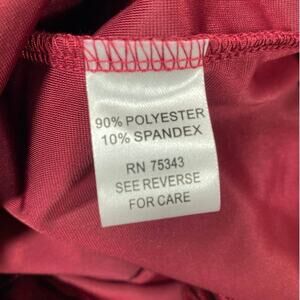 90% POLYESTER
10% SPANDEX
RN 75343
SEE REVERSE
FOR CARE